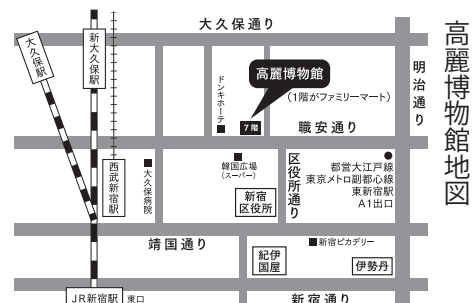 高麗博物館地図
大久保通り
大久保駅
新大久保駅
ドンキホーテ
高麗博物館
(1階がファミリーマート)
7階
明治通り
職安通り
西武新宿駅
大久保病院
韓国広場
(スーパー)
新宿
区役所
区役所通り
都営大江戸線
東京メトロ副都心線
東新宿駅
A1出口
靖国通り
紀伊
国屋
新宿ピカデリー
伊勢丹
JR新宿駅
東口
新宿通り